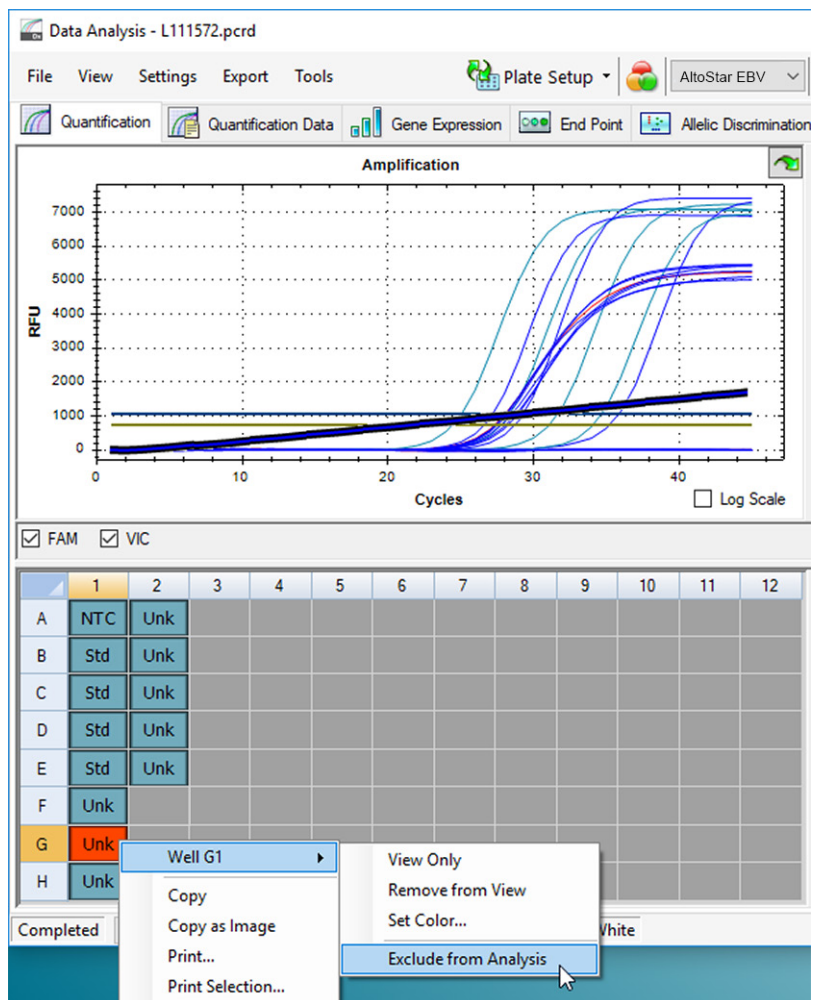 Data Analysis - L111572.pcrd
File View Settings Export Tools Plate Setup AltoStar EBV
Quantification Quantification Data Gene Expression End Point Allelic Discrimination
Amplification
7000
6000
5000
4000
3000
2000
1000
0
RFU
0 10 20 30 40
Cycles
Log Scale
FAM VIC
1 2 3 4 5 6 7 8 9 10 11 12
A NTC Unk
B Std Unk
C Std Unk
D Std Unk
E Std Unk
F Unk
G Unk
H Unk
Well G1
Copy
Copy as Image
Print...
Print Selection...
View Only
Remove from View
Set Color...
Exclude from Analysis
Completed